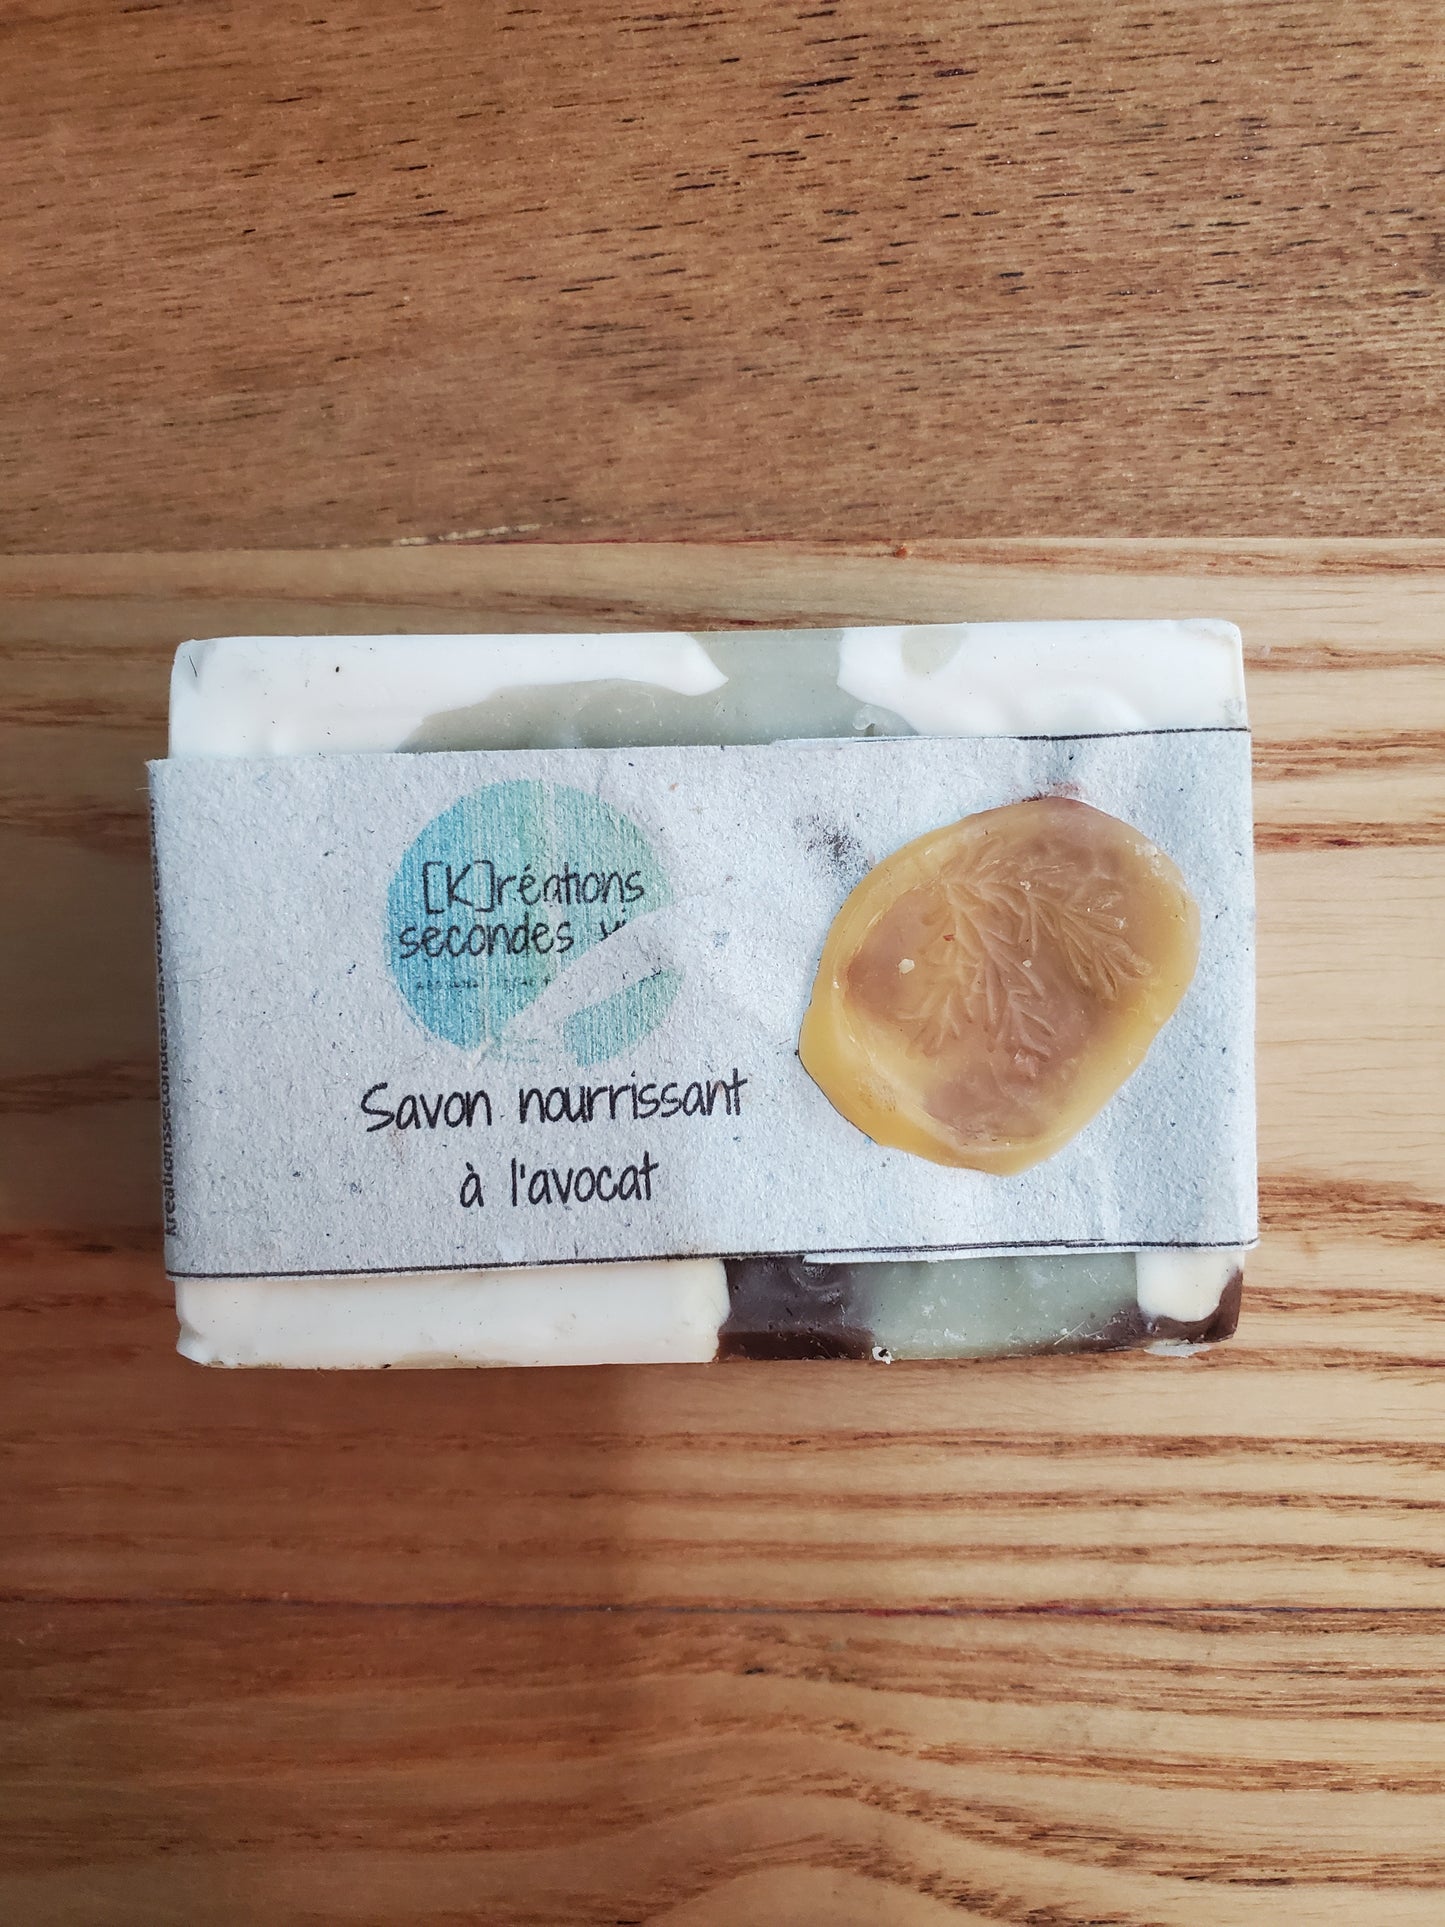 [K]réations
secondes
Savon nourrissant
à l'avocat